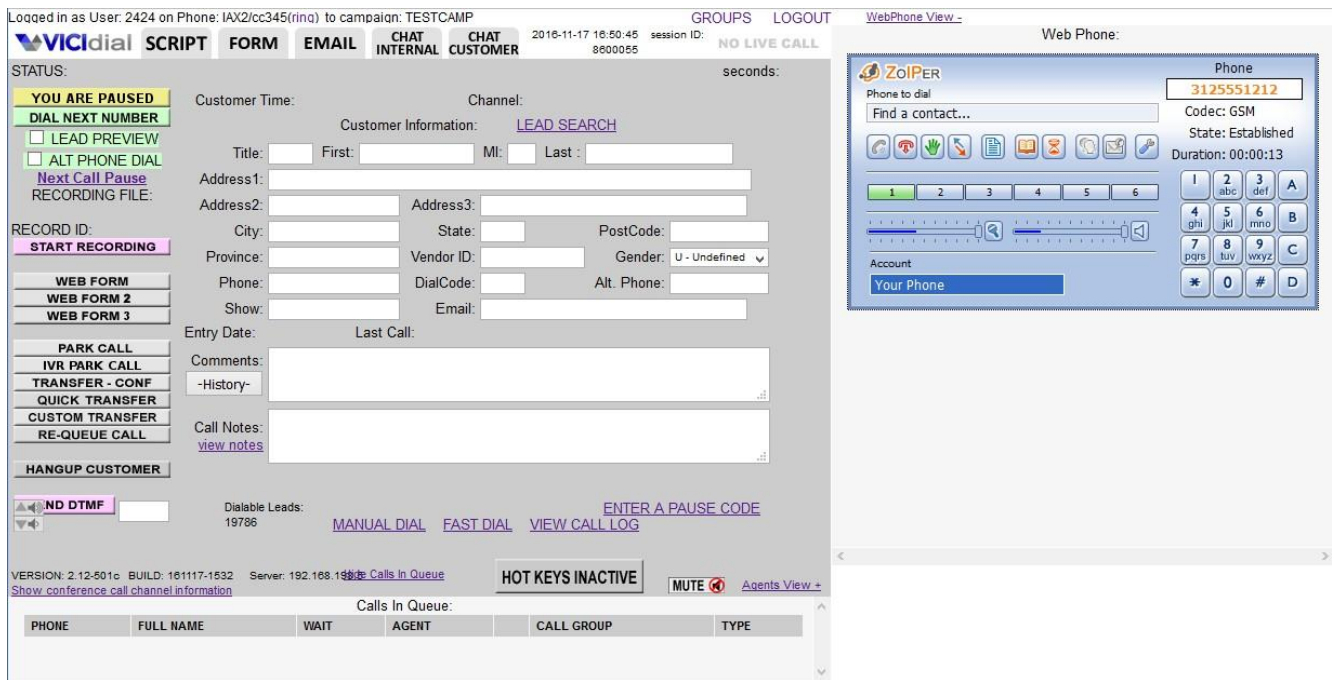 Logged in as User: 2424 on Phone: IAX2/cc345(ring) to campaign: TESTCAMP GROUPS LOGOUT
VICIdial SCRIPT FORM EMAIL CHAT INTERNAL CHAT CUSTOMER 2016-11-17 16:50:45 session ID: 8600055 NO LIVE CALL
STATUS: seconds:
YOU ARE PAUSED
DIAL NEXT NUMBER
LEAD PREVIEW
ALT PHONE DIAL
Next Call Pause
RECORDING FILE:
RECORD ID:
START RECORDING
WEB FORM
WEB FORM 2
WEB FORM 3
PARK CALL
IVR PARK CALL
TRANSFER - CONF
QUICK TRANSFER
CUSTOM TRANSFER
RE-QUEUE CALL
HANGUP CUSTOMER
ND DTMF
Customer Time: Channel:
Customer Information: LEAD SEARCH
Title: First: MI: Last :
Address1:
Address2: Address3:
City: State: PostCode:
Province: Vendor ID: Gender: U - Undefined
Phone: DialCode: Alt. Phone:
Show: Email:
Entry Date: Last Call:
Comments:
-History-
Call Notes:
view notes
Dialable Leads:
19786
ENTER A PAUSE CODE
MANUAL DIAL FAST DIAL VIEW CALL LOG
VERSION: 2.12-501c BUILD: 161117-1532 Server: 192.168. Calls In Queue
Show conference call channel information
HOT KEYS INACTIVE
MUTE
Agents View +
Calls In Queue:
PHONE FULL NAME WAIT AGENT CALL GROUP TYPE
WebPhone View -
Web Phone:
ZOIPER
Phone to dial
Find a contact...
1 2 3 4 5 6
Account
Your Phone
Phone
3125551212
Codec: GSM
State: Established
Duration: 00:00:13
1 2 abc 3 def A
4 ghi 5 jkl 6 mno B
7 pqrs 8 tuv 9 wxyz C
* 0 # D